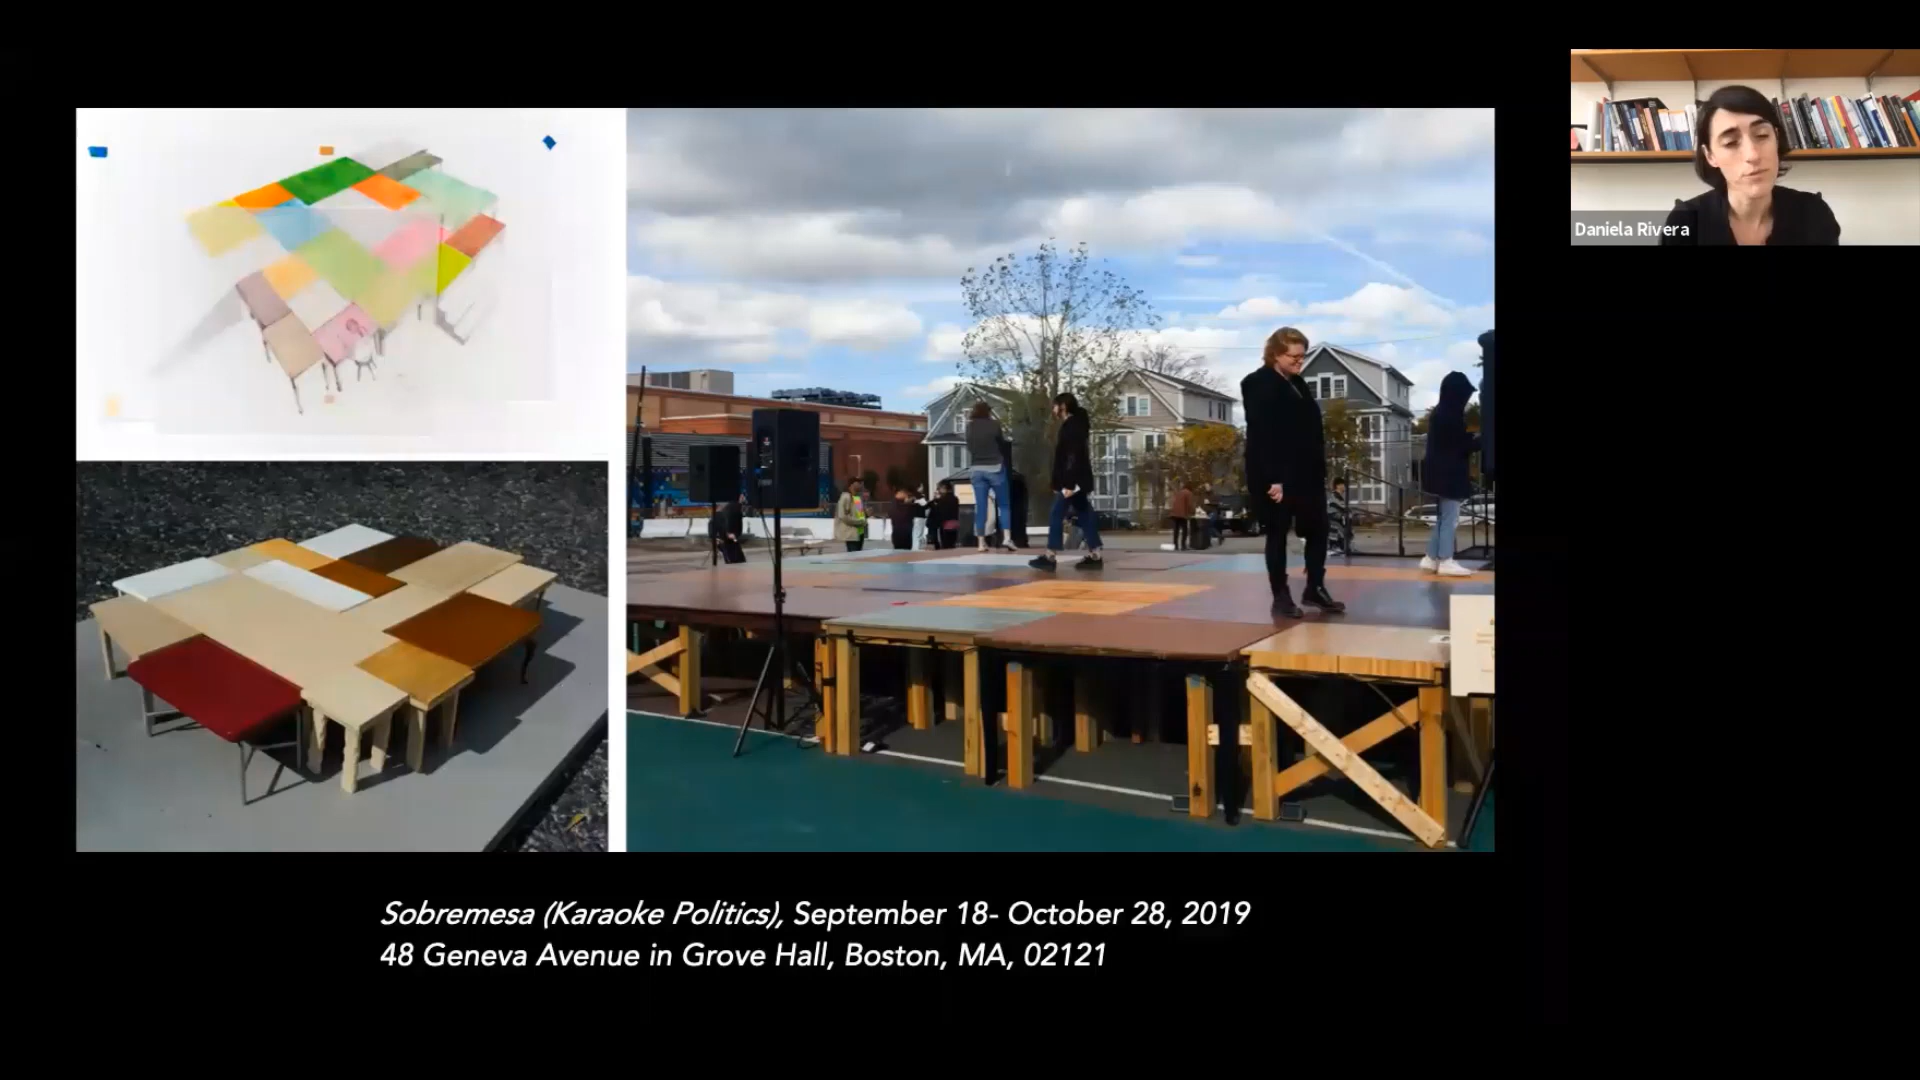 Daniela Rivera
Sobremesa (Karaoke Politics), September 18- October 28, 2019
48 Geneva Avenue in Grove Hall, Boston, MA, 02121